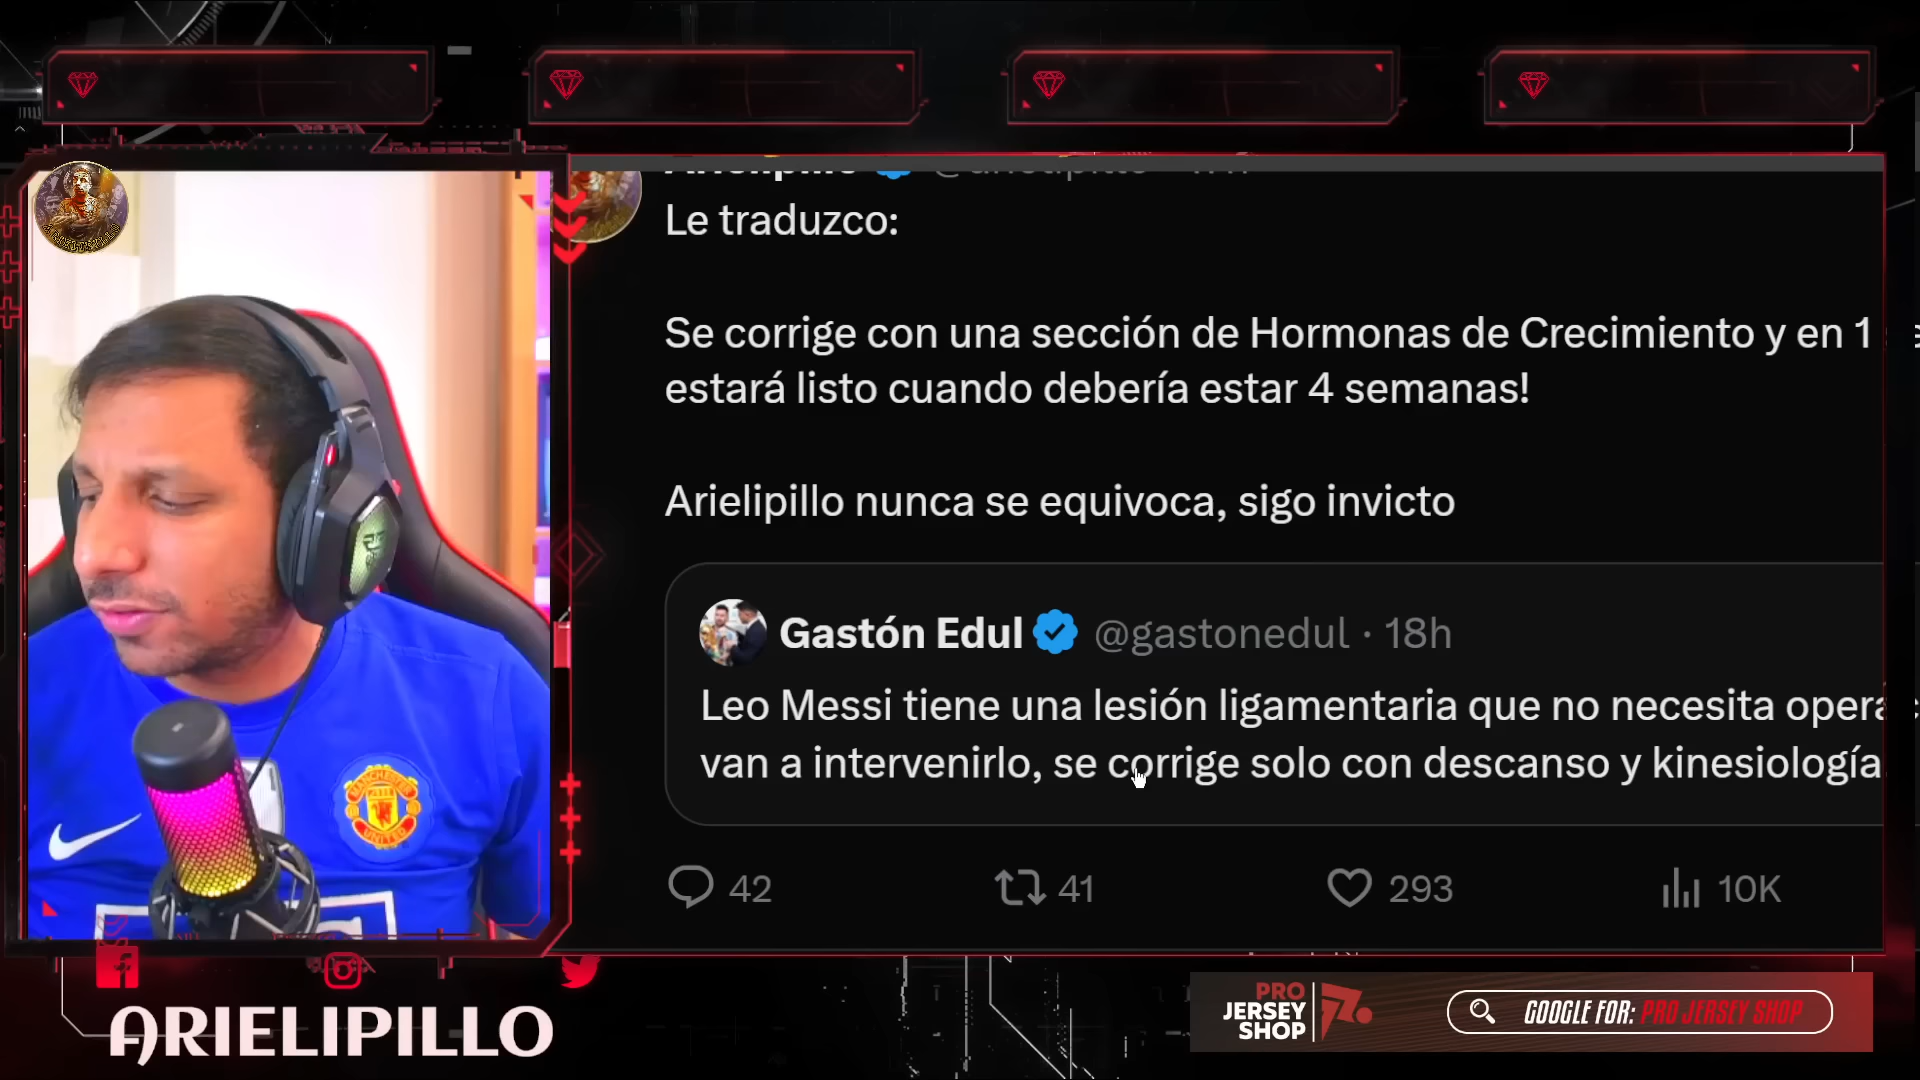 Le traduzco:
Se corrige con una sección de Hormonas de Crecimiento y en 1
estará listo cuando debería estar 4 semanas!
Arielipillo nunca se equivoca, sigo invicto
Gastón Edul @gastonedul · 18h
Leo Messi tiene una lesión ligamentaria que no necesita
van a intervenirlo, se corrige solo con descanso y kinesiología.
42 41 293 10K
MANCHESTER
UNITED
ARIELIPILLO
PRO
JERSEY
SHOP
GOOGLE FOR: PRO JERSEY SHOP